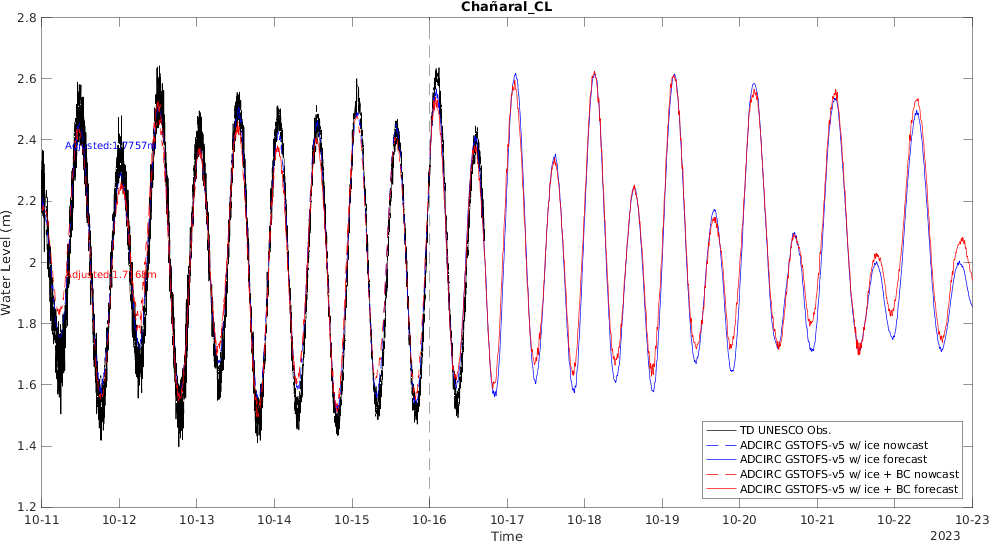 Chañaral_CL
2.8
2.6
2.4
2.2
2
1.8
1.6
1.4
1.2
Water Level (m)
Adjusted:1.7757m
10-11
10-12
10-13
10-14
10-15
10-16
10-17
10-18
10-19
10-20
10-21
10-22
10-23
2023
Time
TD UNESCO Obs.
ADCIRC GSTOFS-v5 w/ ice nowcast
ADCIRC GSTOFS-v5 w/ ice forecast
ADCIRC GSTOFS-v5 w/ ice + BC nowcast
ADCIRC GSTOFS-v5 w/ ice + BC forecast